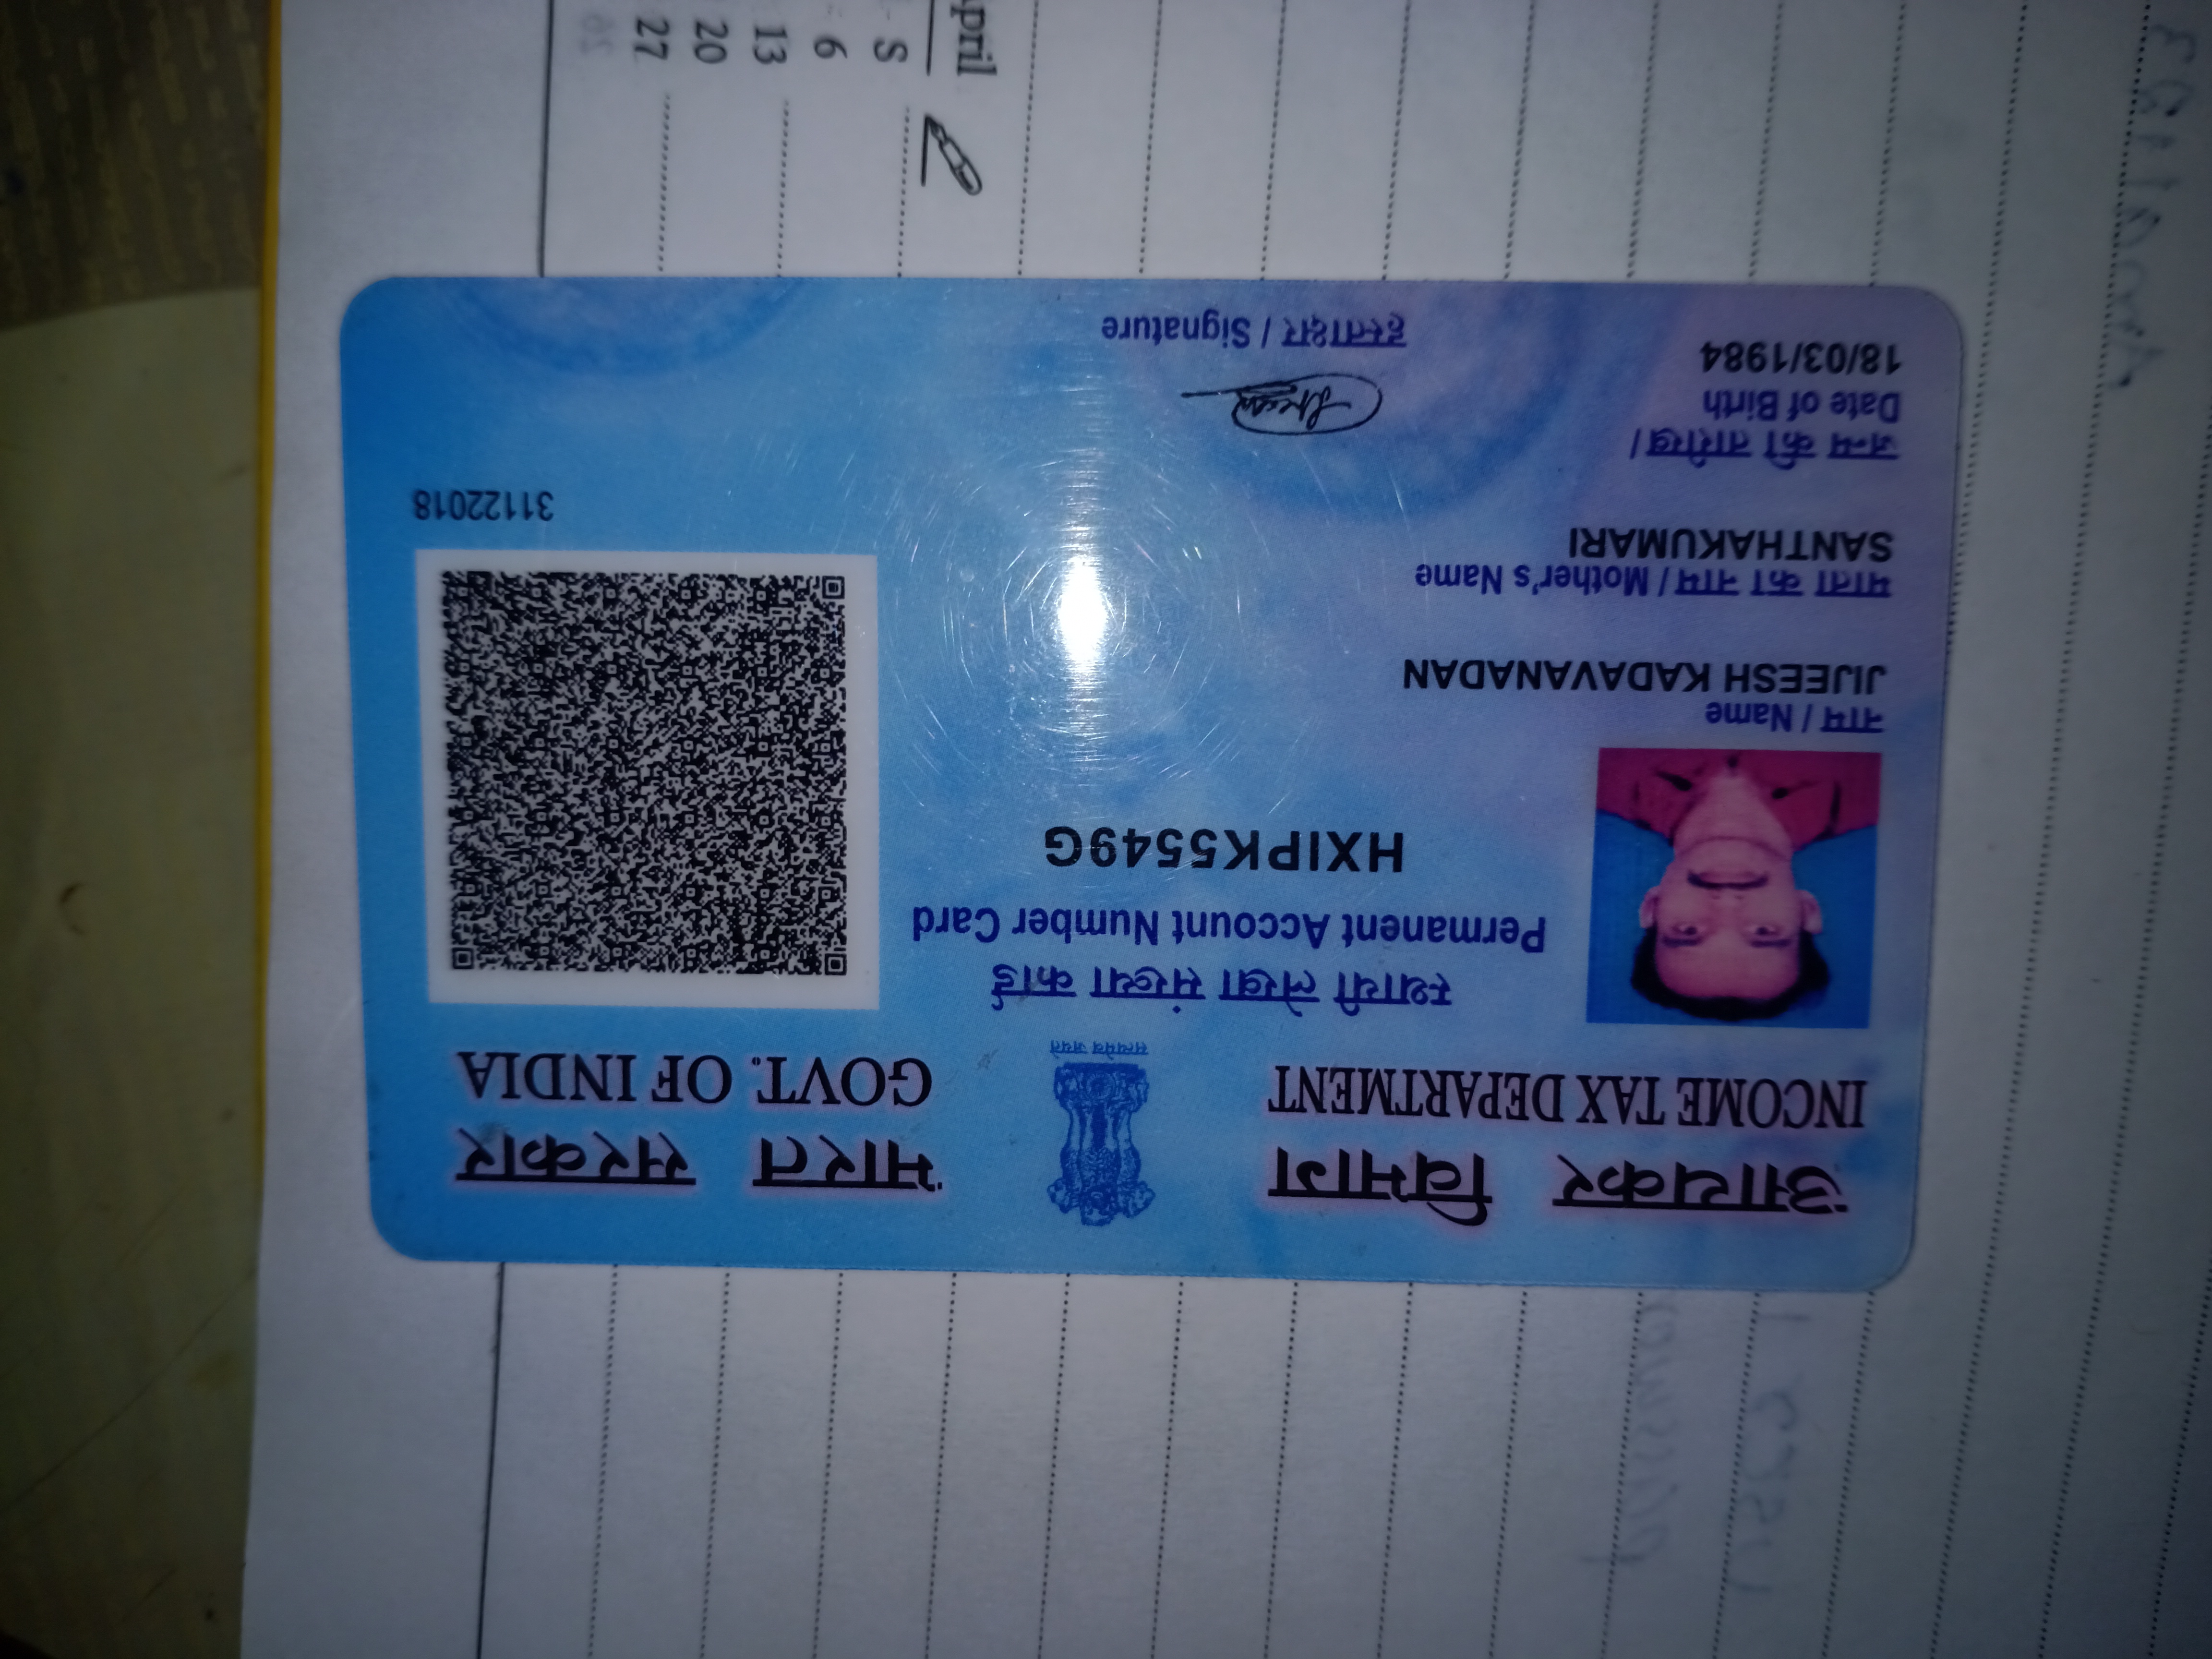 आयकर विभाग
INCOME TAX DEPARTMENT
सत्यमेव जयते
भारत सरकार
GOVT. OF INDIA
स्थायी लेखा संख्या कार्ड
Permanent Account Number Card
HXIPK5549G
नाम / Name
JIJEESH KADAVANADAN
माता का नाम / Mother's Name
SANTHAKUMARI
जन्म की तारीख /
Date of Birth
18/03/1984
हस्ताक्षर / Signature
31122018
pril
S
6
13
20
27